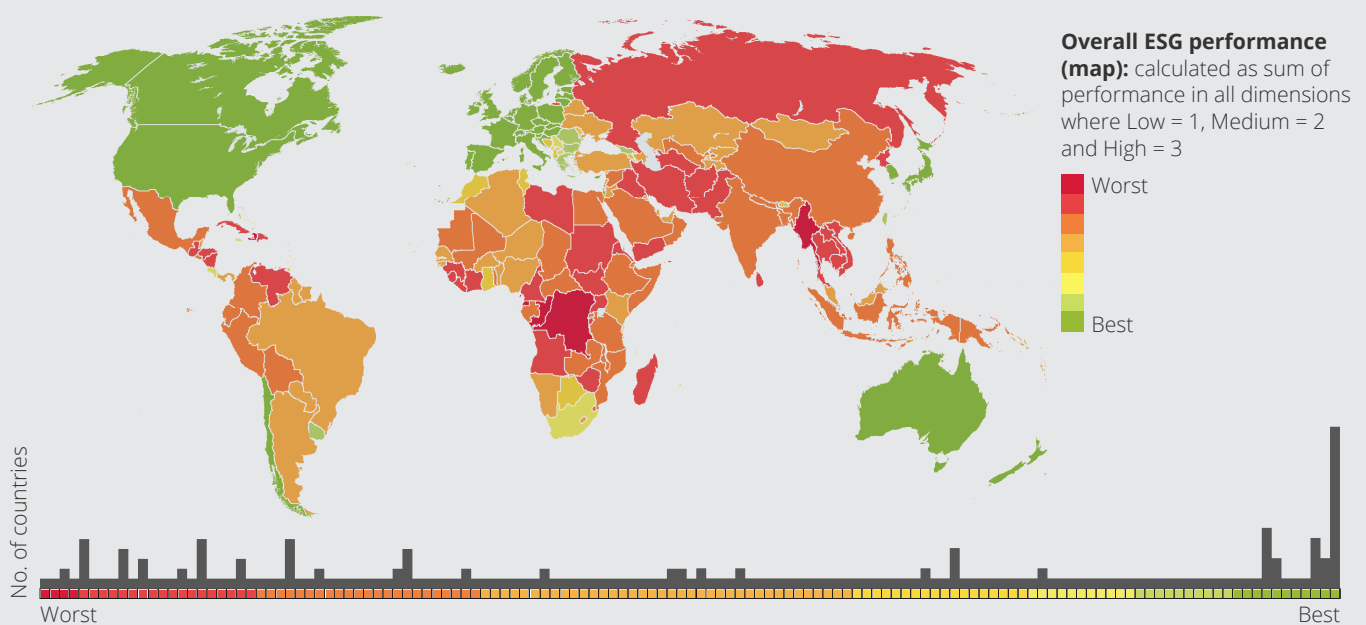 Overall ESG performance
(map): calculated as sum of
performance in all dimensions
where Low = 1, Medium = 2
and High = 3
Worst
Best
No. of countries
Worst
Best